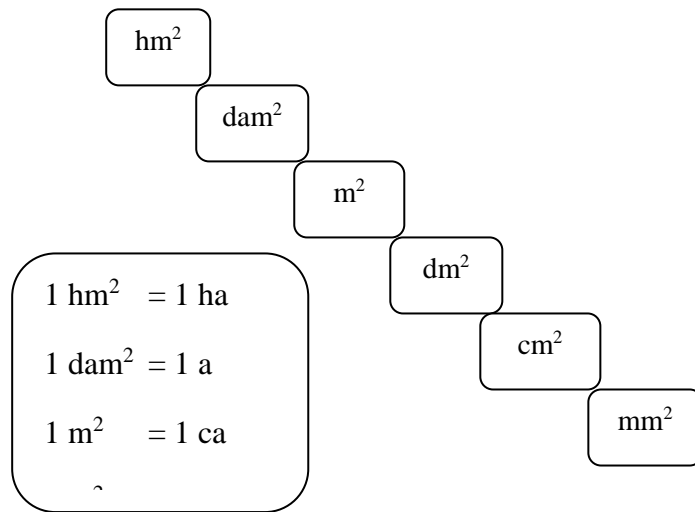 hm²
dam²
m²
dm²
cm²
mm²
1 hm² = 1 ha
1 dam² = 1 a
1 m² = 1 ca